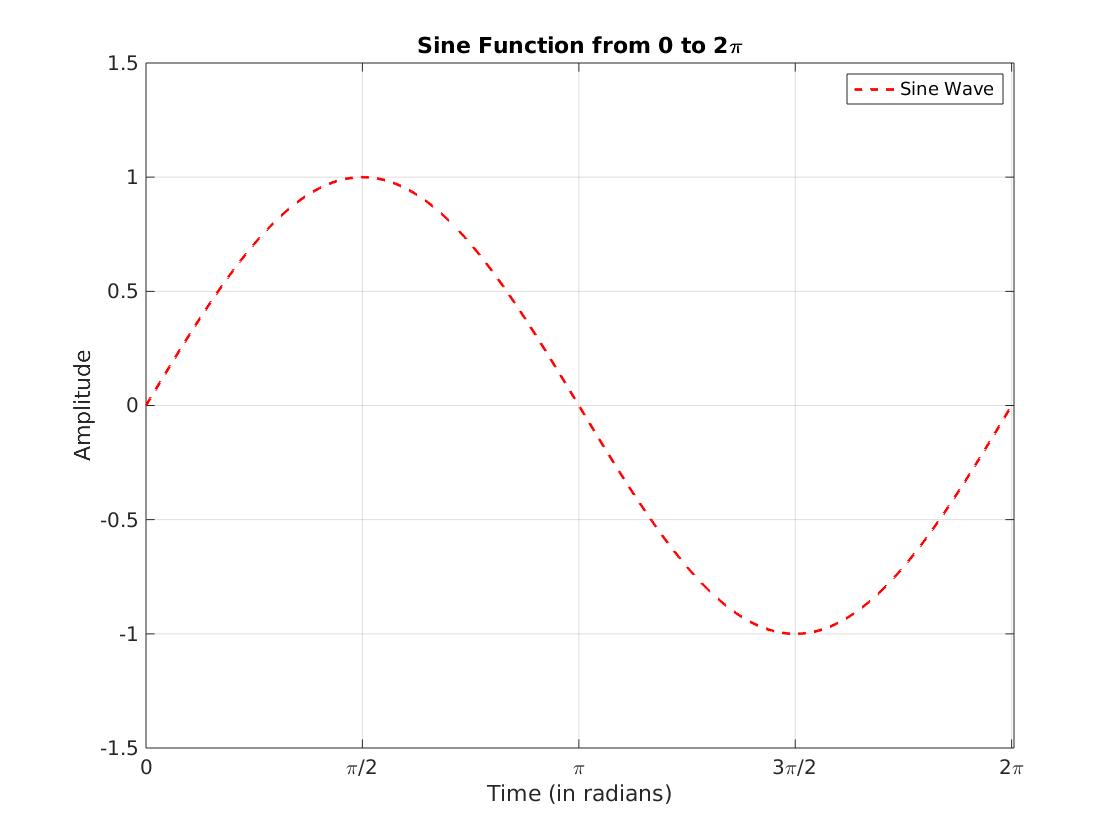 Sine Function from 0 to 2π
1.5
Sine Wave
1
0.5
0
-0.5
-1
-1.5
Amplitude
0 π/2 π 3π/2 2π
Time (in radians)